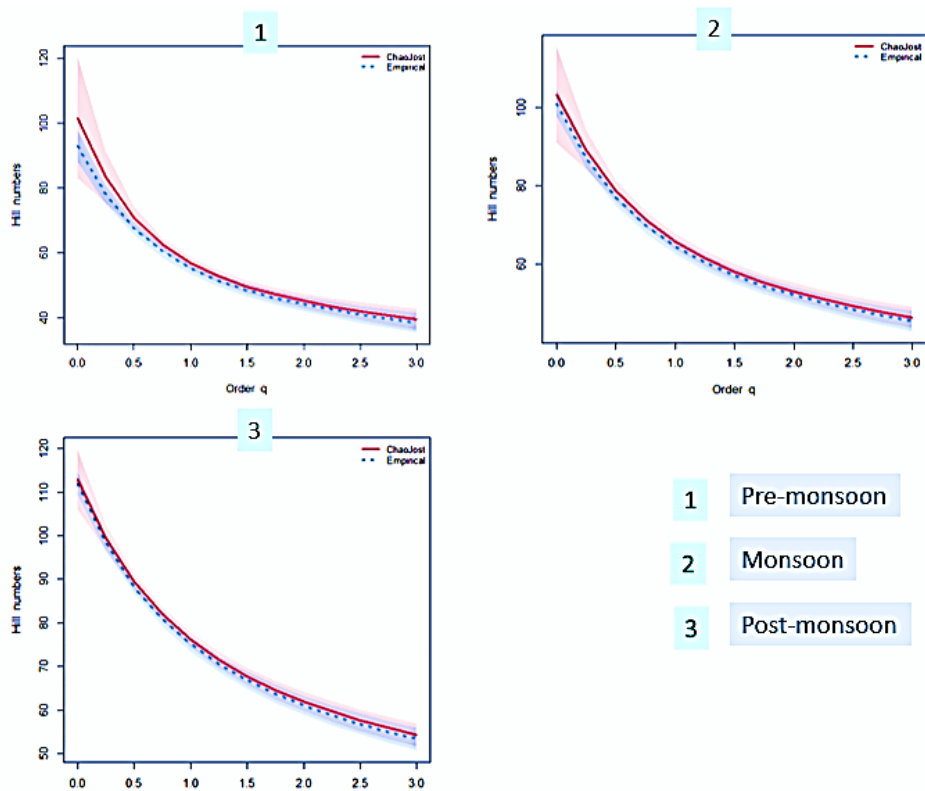 1
ChaoJost
Empirical
Hill numbers
120
100
80
60
40
0.0 0.5 1.0 1.5 2.0 2.5 3.0
Order q
2
ChaoJost
Empirical
Hill numbers
100
80
60
0.0 0.5 1.0 1.5 2.0 2.5 3.0
Order q
3
ChaoJost
Empirical
Hill numbers
120
110
100
90
80
70
60
50
0.0 0.5 1.0 1.5 2.0 2.5 3.0
1 Pre-monsoon
2 Monsoon
3 Post-monsoon